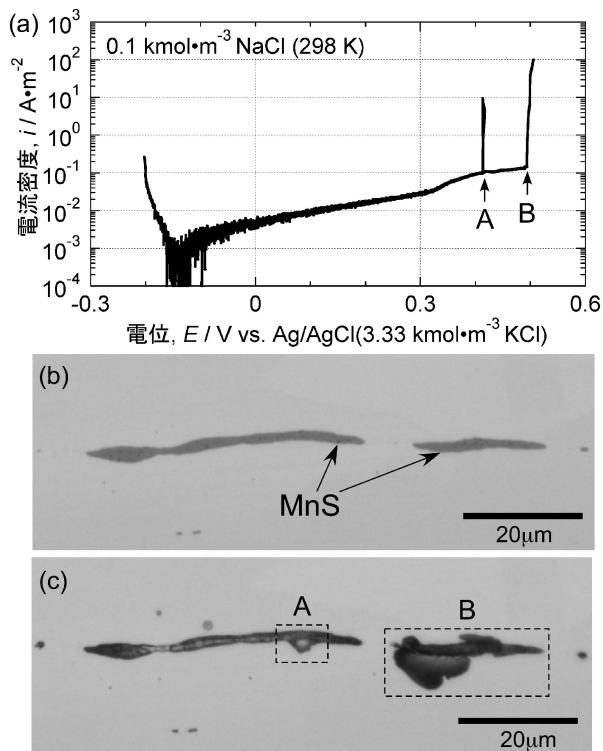 (a)
0.1 kmol•m⁻³ NaCl (298 K)
電流密度, i / A•m⁻²
10³
10²
10¹
10⁰
10⁻¹
10⁻²
10⁻³
10⁻⁴
A
B
-0.3
0
0.3
0.6
電位, E / V vs. Ag/AgCl(3.33 kmol•m⁻³ KCl)
(b)
MnS
20μm
(c)
A
B
20μm